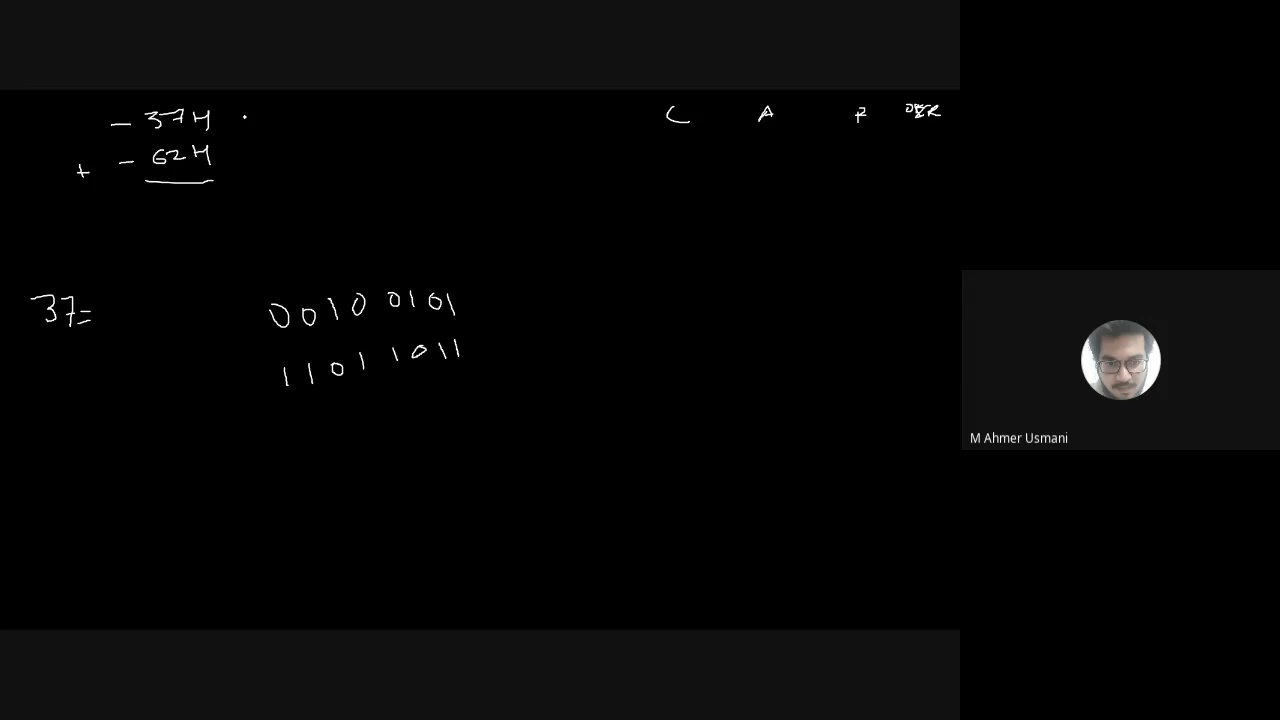 - 37H .
C A P
+ - 62H
37=
0010 0101
1101 1011
M Ahmer Usmani